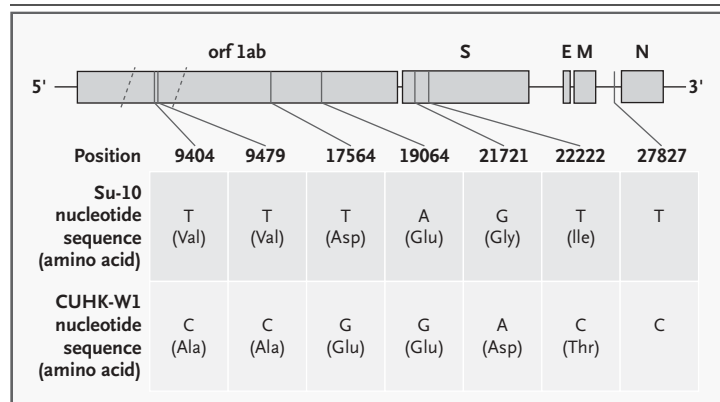 orf 1ab S E M N
5' 3'
Position 9404 9479 17564 19064 21721 22222 27827
Su-10
nucleotide
sequence
(amino acid)
T T T A G T T
(Val) (Val) (Asp) (Glu) (Gly) (Ile)
CUHK-W1
nucleotide
sequence
(amino acid)
C C G G A C C
(Ala) (Ala) (Glu) (Glu) (Asp) (Thr)